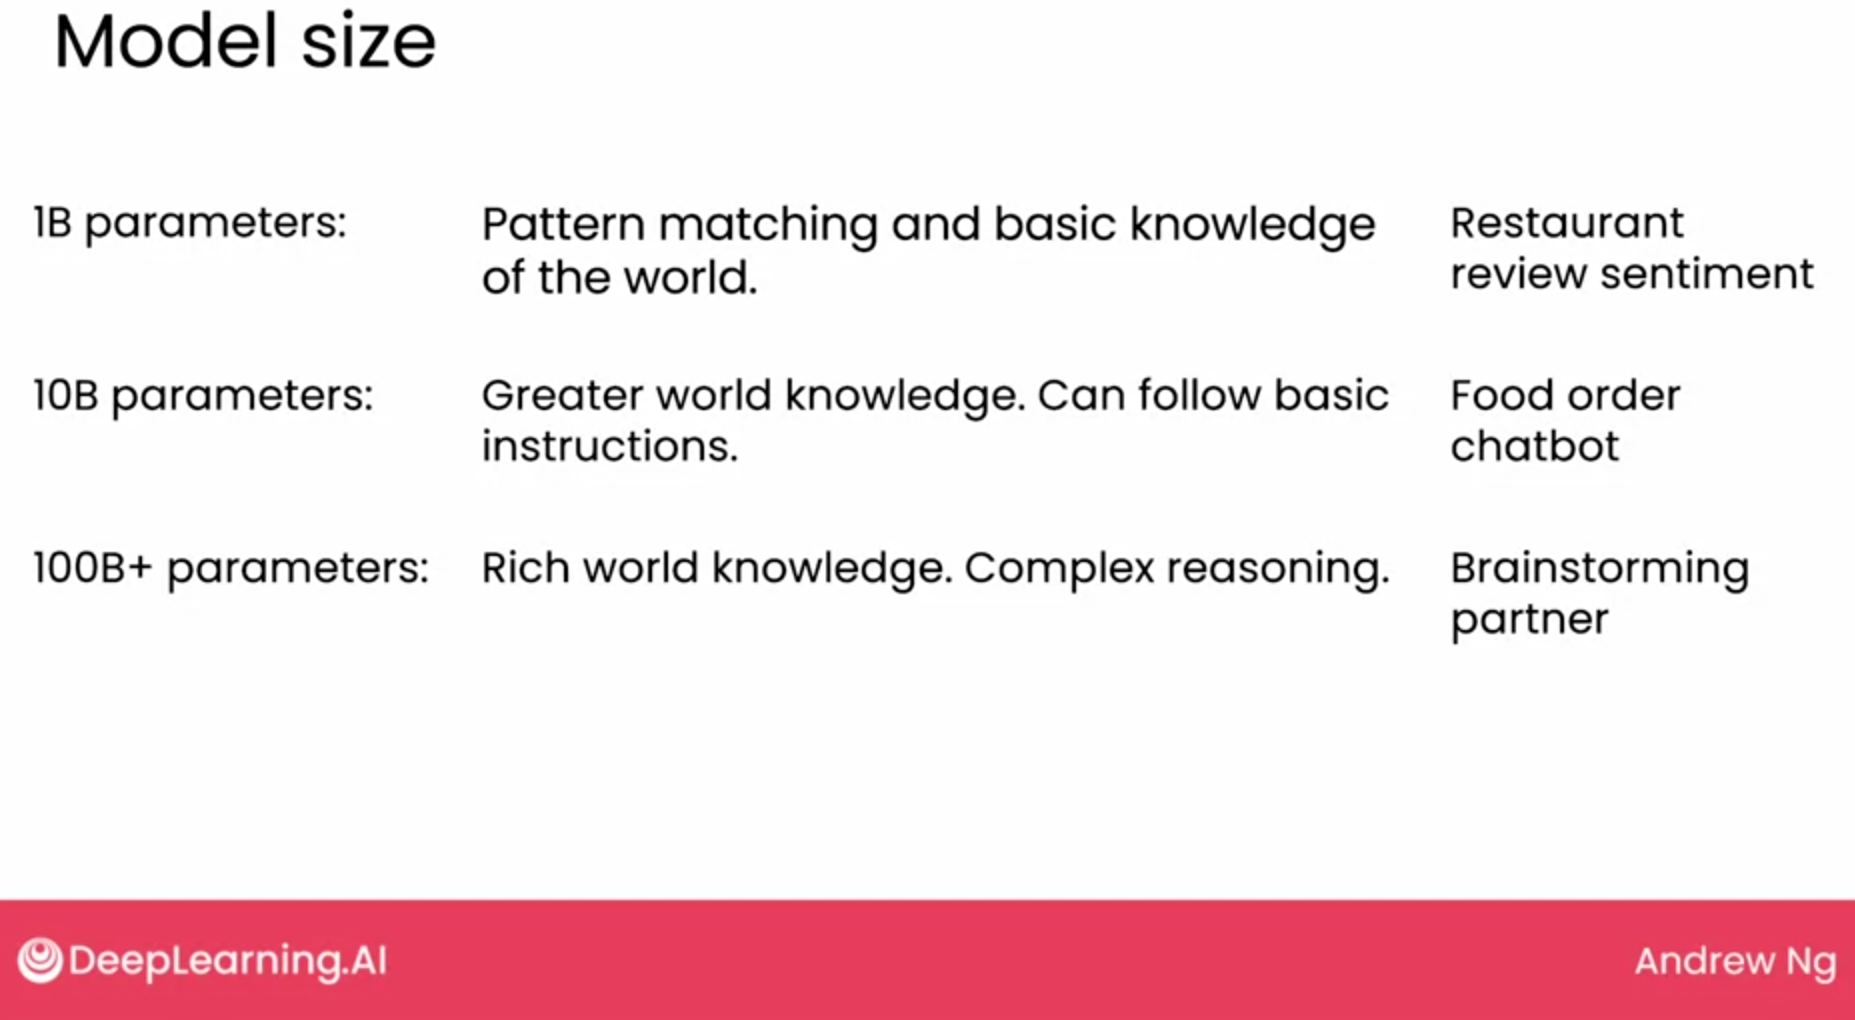 Model size
1B parameters:
Pattern matching and basic knowledge
of the world.
Restaurant
review sentiment
10B parameters:
Greater world knowledge. Can follow basic
instructions.
Food order
chatbot
100B+ parameters:
Rich world knowledge. Complex reasoning.
Brainstorming
partner
DeepLearning.AI
Andrew Ng